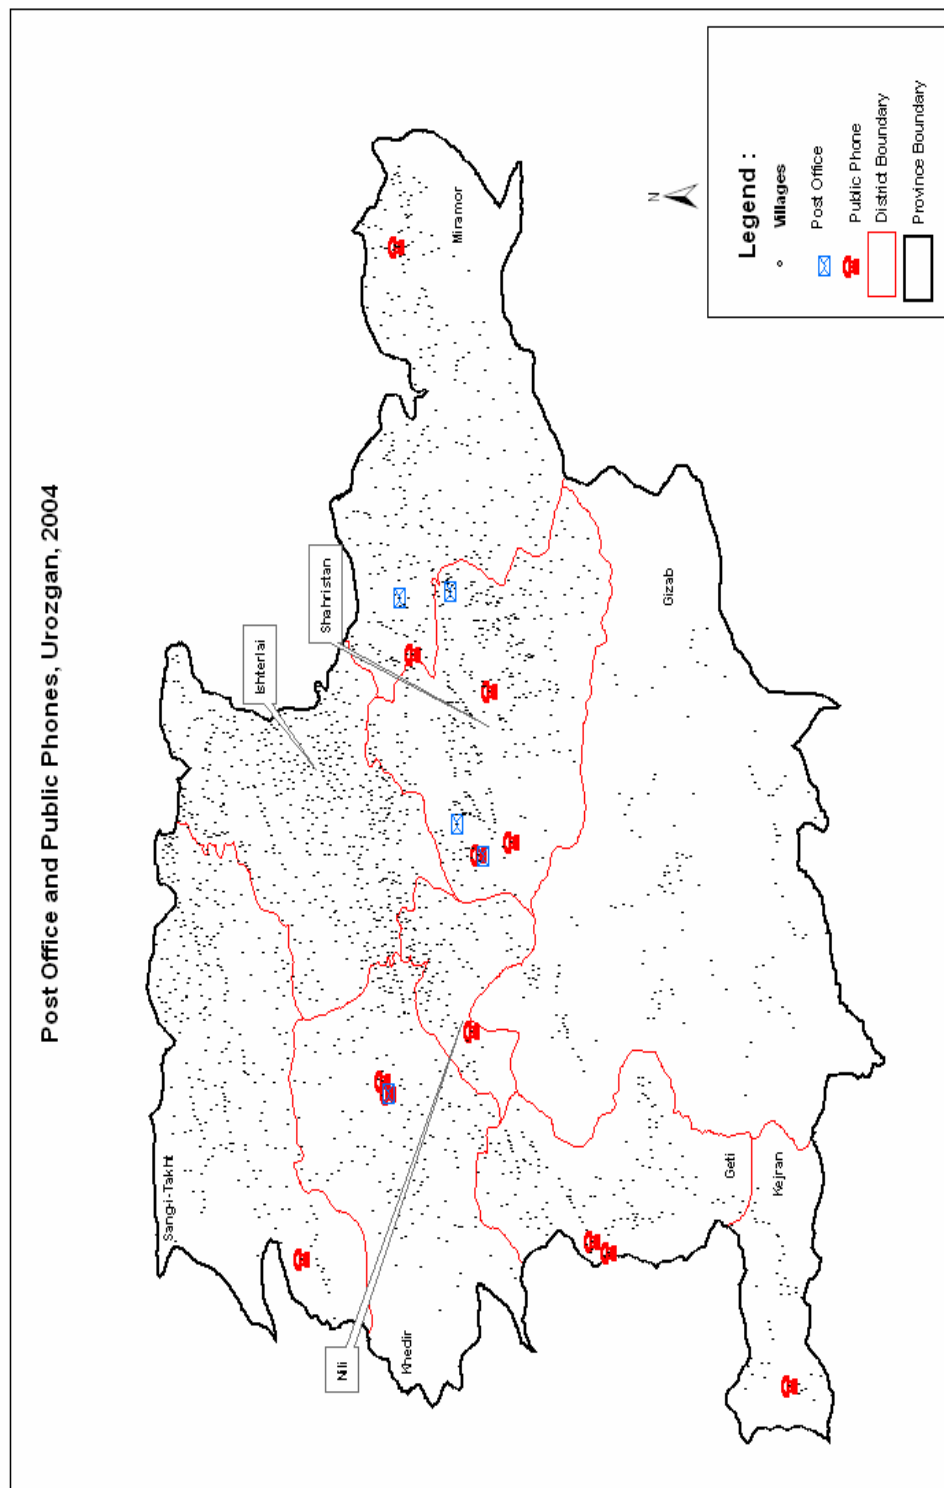 Post Office and Public Phones, Urozgan, 2004
Sang-i-Takht
Ishterlai
Shahristan
Miramor
Nili
Khedir
Gizab
Geti
Kejran
N
Legend :
Villages
Post Office
Public Phone
District Boundary
Province Boundary